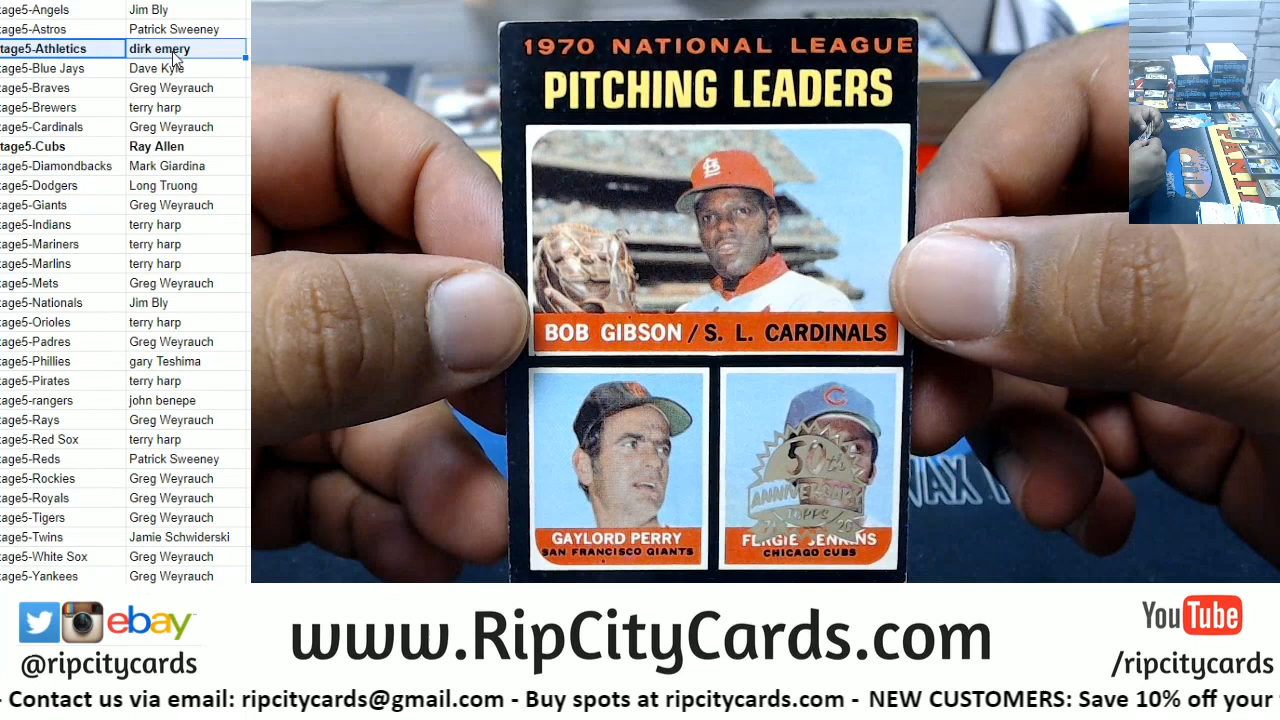 tage5-Angels Jim Bly
tage5-Astros Patrick Sweeney
tage5-Athletics dirk emery
tage5-Blue Jays Dave Kyle
tage5-Braves Greg Weyrauch
tage5-Brewers terry harp
tage5-Cardinals Greg Weyrauch
tage5-Cubs Ray Allen
tage5-Diamondbacks Mark Giardina
tage5-Dodgers Long Truong
tage5-Giants Greg Weyrauch
tage5-Indians terry harp
tage5-Mariners terry harp
tage5-Marlins terry harp
tage5-Mets Greg Weyrauch
tage5-Nationals Jim Bly
tage5-Orioles terry harp
tage5-Padres Greg Weyrauch
tage5-Phillies gary Teshima
tage5-Pirates terry harp
tage5-rangers john benepe
tage5-Rays Greg Weyrauch
tage5-Red Sox terry harp
tage5-Reds Patrick Sweeney
tage5-Rockies Greg Weyrauch
tage5-Royals Greg Weyrauch
tage5-Tigers Greg Weyrauch
tage5-Twins Jamie Schwiderski
tage5-White Sox Greg Weyrauch
tage5-Yankees Greg Weyrauch
1970 NATIONAL LEAGUE
PITCHING LEADERS
BOB GIBSON / S. L. CARDINALS
GAYLORD PERRY
SAN FRANCISCO GIANTS
C
50th
ANNIVERSARY
TOPPS
FERGIE JENKINS
CHICAGO CUBS
WAX
PANI
ebay
@ripcitycards
www.RipCityCards.com
YouTube
/ripcitycards
- Contact us via email: ripcitycards@gmail.com - Buy spots at ripcitycards.com - NEW CUSTOMERS: Save 10% off your